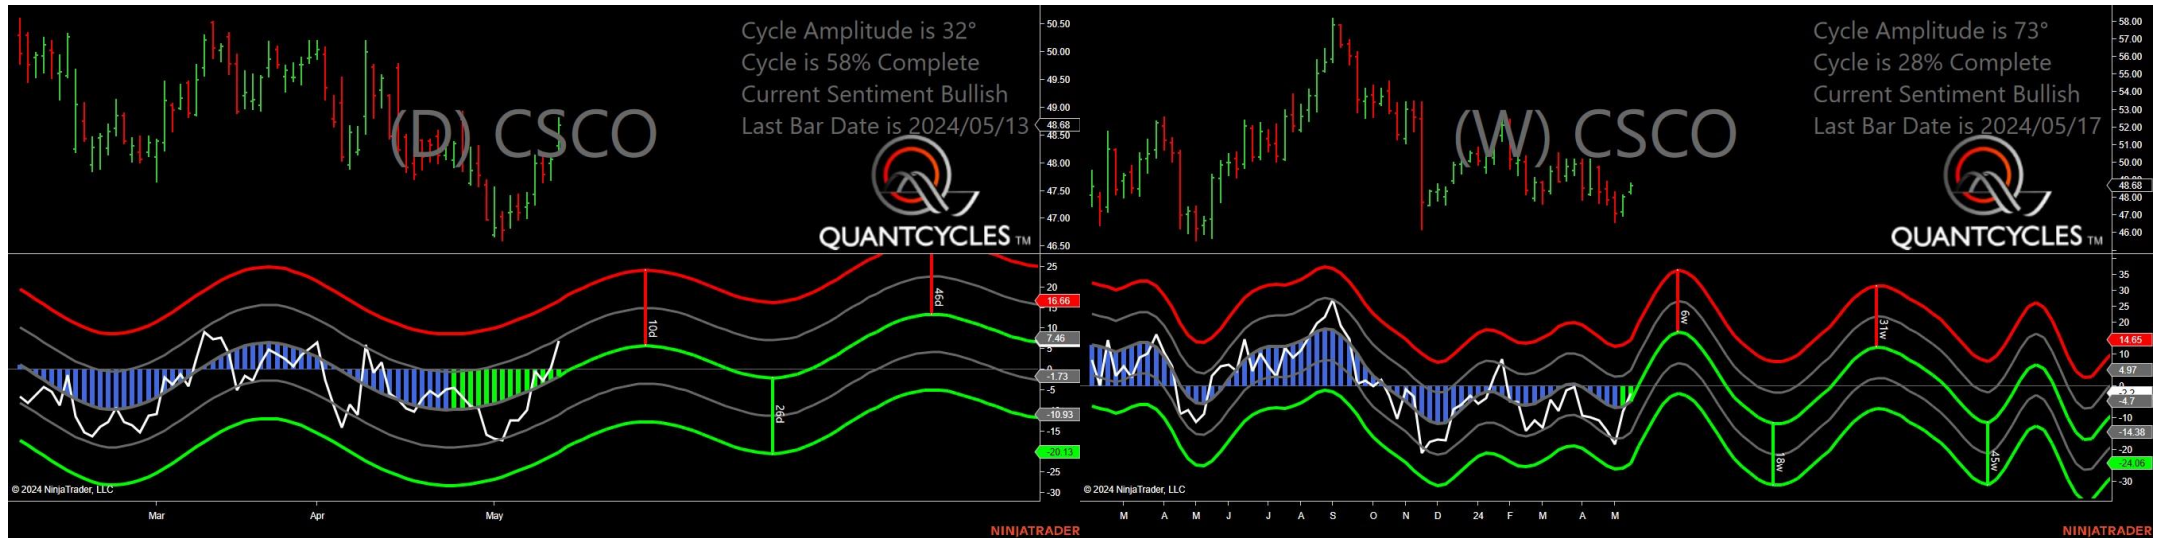 Cycle Amplitude is 32°
Cycle is 58% Complete
Current Sentiment Bullish
Last Bar Date is 2024/05/13
(D) CSCO
QUANTCYCLES TM
50.50
50.00
49.50
49.00
48.68
48.50
48.00
47.50
47.00
46.50
25
20
16.66
15
10
7.46
5
0
-1.73
-5
-10.93
-15
-20.13
-25
-30
10d
26d
46d
© 2024 NinjaTrader, LLC
Mar Apr May
NINJATRADER
Cycle Amplitude is 73°
Cycle is 28% Complete
Current Sentiment Bullish
Last Bar Date is 2024/05/17
(W) CSCO
QUANTCYCLES TM
58.00
57.00
56.00
55.00
54.00
53.00
52.00
51.00
50.00
48.68
48.00
47.00
46.00
35
30
25
20
14.65
10
4.97
-2.2
-4.7
-10
-14.38
-20
-24.06
-30
6w
18w
31w
45w
© 2024 NinjaTrader, LLC
M A M J J A S O N D 24 F M A M
NINJATRADER